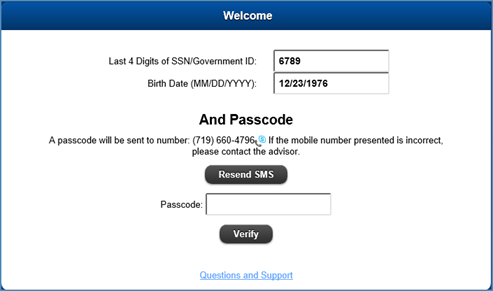 Welcome
Last 4 Digits of SSN/Government ID: 6789
Birth Date (MM/DD/YYYY): 12/23/1976
And Passcode
A passcode will be sent to number: (719) 660-4796 If the mobile number presented is incorrect,
please contact the advisor.
Resend SMS
Passcode:
Verify
Questions and Support